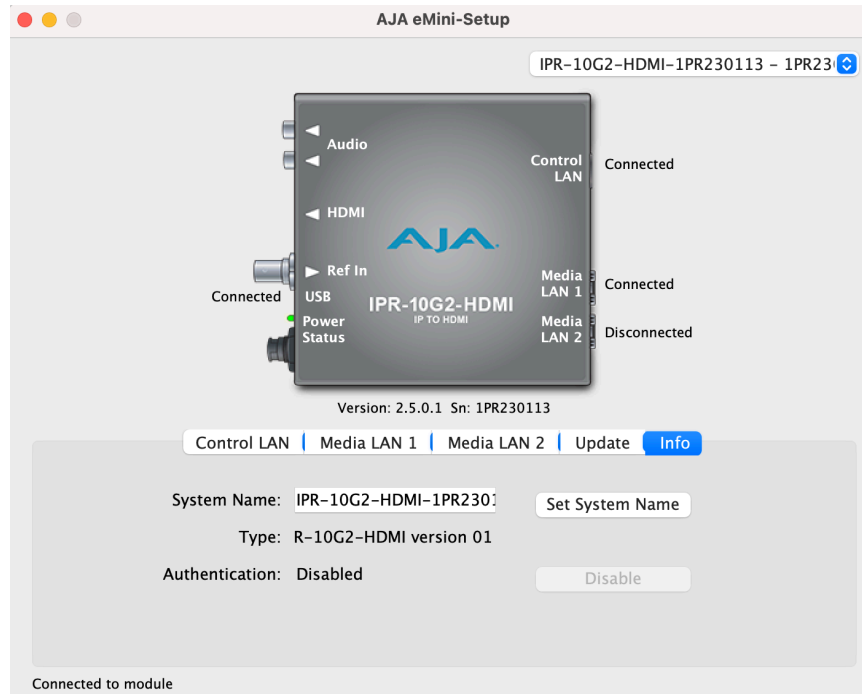 AJA eMini-Setup
IPR-10G2-HDMI-1PR230113 - 1PR23
Audio
Control
LAN
Connected
HDMI
AJA
Ref In
Connected
USB
Media
LAN 1
Connected
IPR-10G2-HDMI
IP TO HDMI
Power
Status
Media
LAN 2
Disconnected
Version: 2.5.0.1 Sn: 1PR230113
Control LAN Media LAN 1 Media LAN 2 Update Info
System Name: IPR-10G2-HDMI-1PR2301 Set System Name
Type: R-10G2-HDMI version 01
Authentication: Disabled Disable
Connected to module